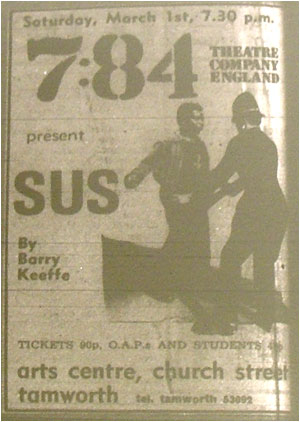 Saturday, March 1st, 7.30 p.m.
7:84
THEATRE
COMPANY
ENGLAND
present
SUS
By
Barry
Keeffe
TICKETS 90p, O.A.P.s AND STUDENTS
arts centre, church street
tamworth tel. tamworth 53092